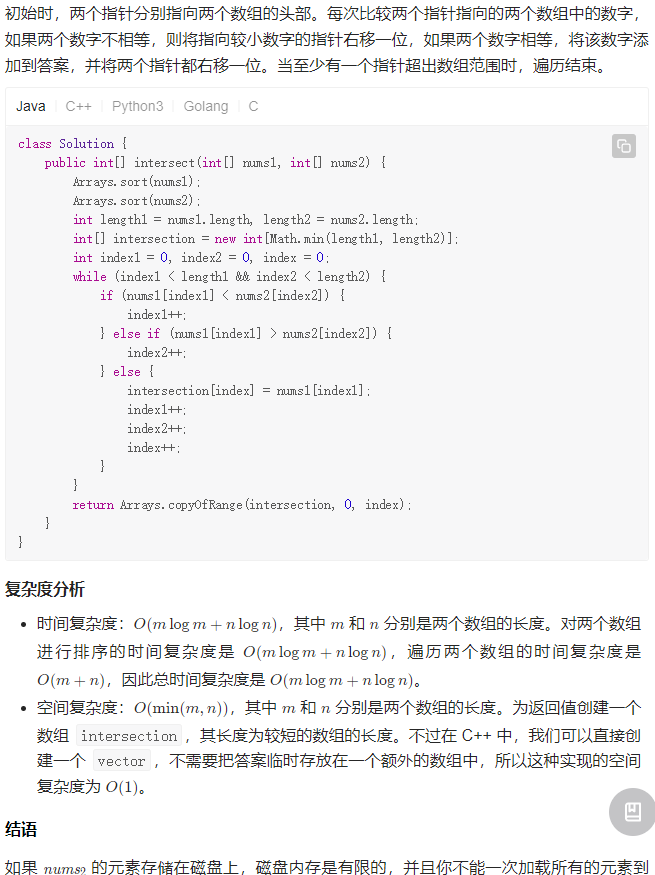 初始时，两个指针分别指向两个数组的头部。每次比较两个指针指向的两个数组中的数字，
如果两个数字不相等，则将指向较小数字的指针右移一位，如果两个数字相等，将该数字添
加到答案，并将两个指针都右移一位。当至少有一个指针超出数组范围时，遍历结束。
Java C++ Python3 Golang C
class Solution {
    public int[] intersect(int[] nums1, int[] nums2) {
        Arrays.sort(nums1);
        Arrays.sort(nums2);
        int length1 = nums1.length, length2 = nums2.length;
        int[] intersection = new int[Math.min(length1, length2)];
        int index1 = 0, index2 = 0, index = 0;
        while (index1 < length1 && index2 < length2) {
            if (nums1[index1] < nums2[index2]) {
                index1++;
            } else if (nums1[index1] > nums2[index2]) {
                index2++;
            } else {
                intersection[index] = nums1[index1];
                index1++;
                index2++;
                index++;
            }
        }
        return Arrays.copyOfRange(intersection, 0, index);
    }
}
复杂度分析
• 时间复杂度：O(m log m + n log n)，其中 m 和 n 分别是两个数组的长度。对两个数组
进行排序的时间复杂度是 O(m log m + n log n)，遍历两个数组的时间复杂度是
O(m + n)，因此总时间复杂度是 O(m log m + n log n)。
• 空间复杂度：O(min(m, n))，其中 m 和 n 分别是两个数组的长度。为返回值创建一个
数组 intersection ，其长度为较短的数组的长度。不过在 C++ 中，我们可以直接创
建一个 vector ，不需要把答案临时存放在一个额外的数组中，所以这种实现的空间
复杂度为 O(1)。
结语
如果 nums₂ 的元素存储在磁盘上，磁盘内存是有限的，并且你不能一次加载所有的元素到